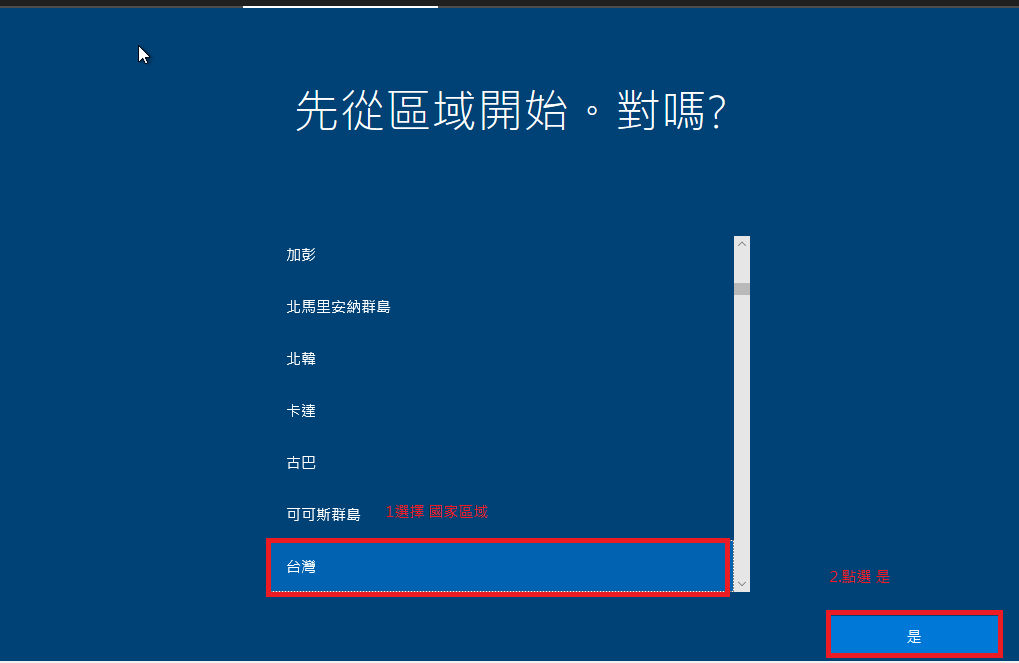 先從區域開始。對嗎?
加彭
北馬里安納群島
北韓
卡達
古巴
可可斯群島
1選擇 國家區域
台灣
2.點選 是
是